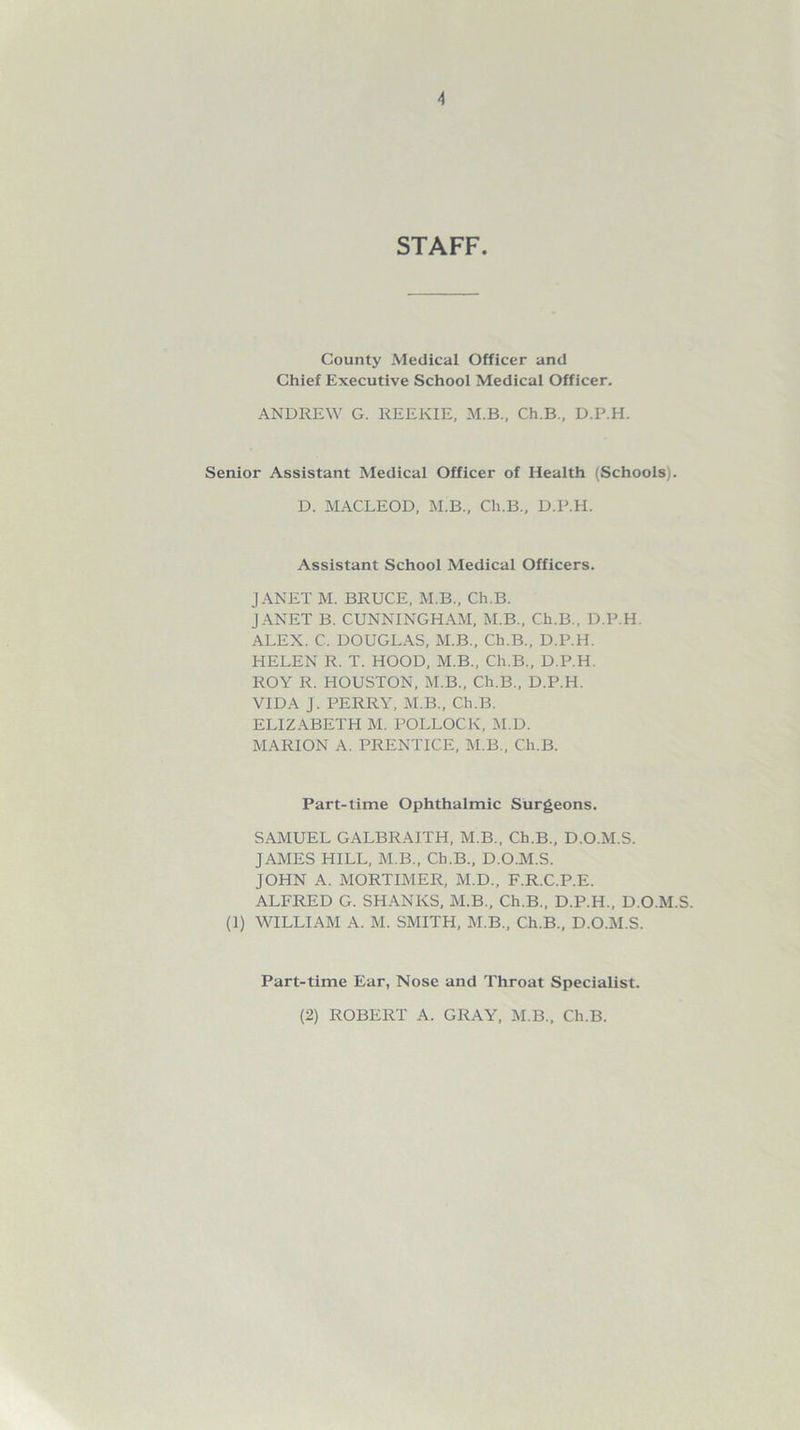 4
STAFF.
County Medical Officer and
Chief Executive School Medical Officer.
ANDREW G. REEKIE, M.B., Ch.B., D.P.H.
Senior Assistant Medical Officer of Health (Schools).
D. MACLEOD, M.B., Ch.B., D.P.H.
Assistant School Medical Officers.
JANET M. BRUCE, M.B., Ch.B.
JANET B. CUNNINGHAM, M.B., Ch.B., D.P.H.
ALEX. C. DOUGLAS, M.B., Ch.B., D.P.H.
HELEN R. T. HOOD, M.B., Ch.B., D.P.H.
ROY R. HOUSTON, M.B., Ch.B., D.P.H.
VIDA J. PERRY, M.B., Ch.B.
ELIZABETH M. POLLOCK, M.D.
MARION A. PRENTICE, M.B., Ch.B.
Part-time Ophthalmic Surgeons.
SAMUEL GALBRAITH, M.B., Ch.B., D.O.M.S.
JAMES HILL, M.B., Ch.B., D.O.M.S.
JOHN A. MORTIMER, M.D., F.R.C.P.E.
ALFRED G. SHANKS, M.B., Ch.B., D.P.H., D.O.M.S.
(1) WILLIAM A. M. SMITH, M.B., Ch.B., D.O.M.S.
Part-time Ear, Nose and Throat Specialist.
(2) ROBERT A. GRAY, M.B., Ch.B.